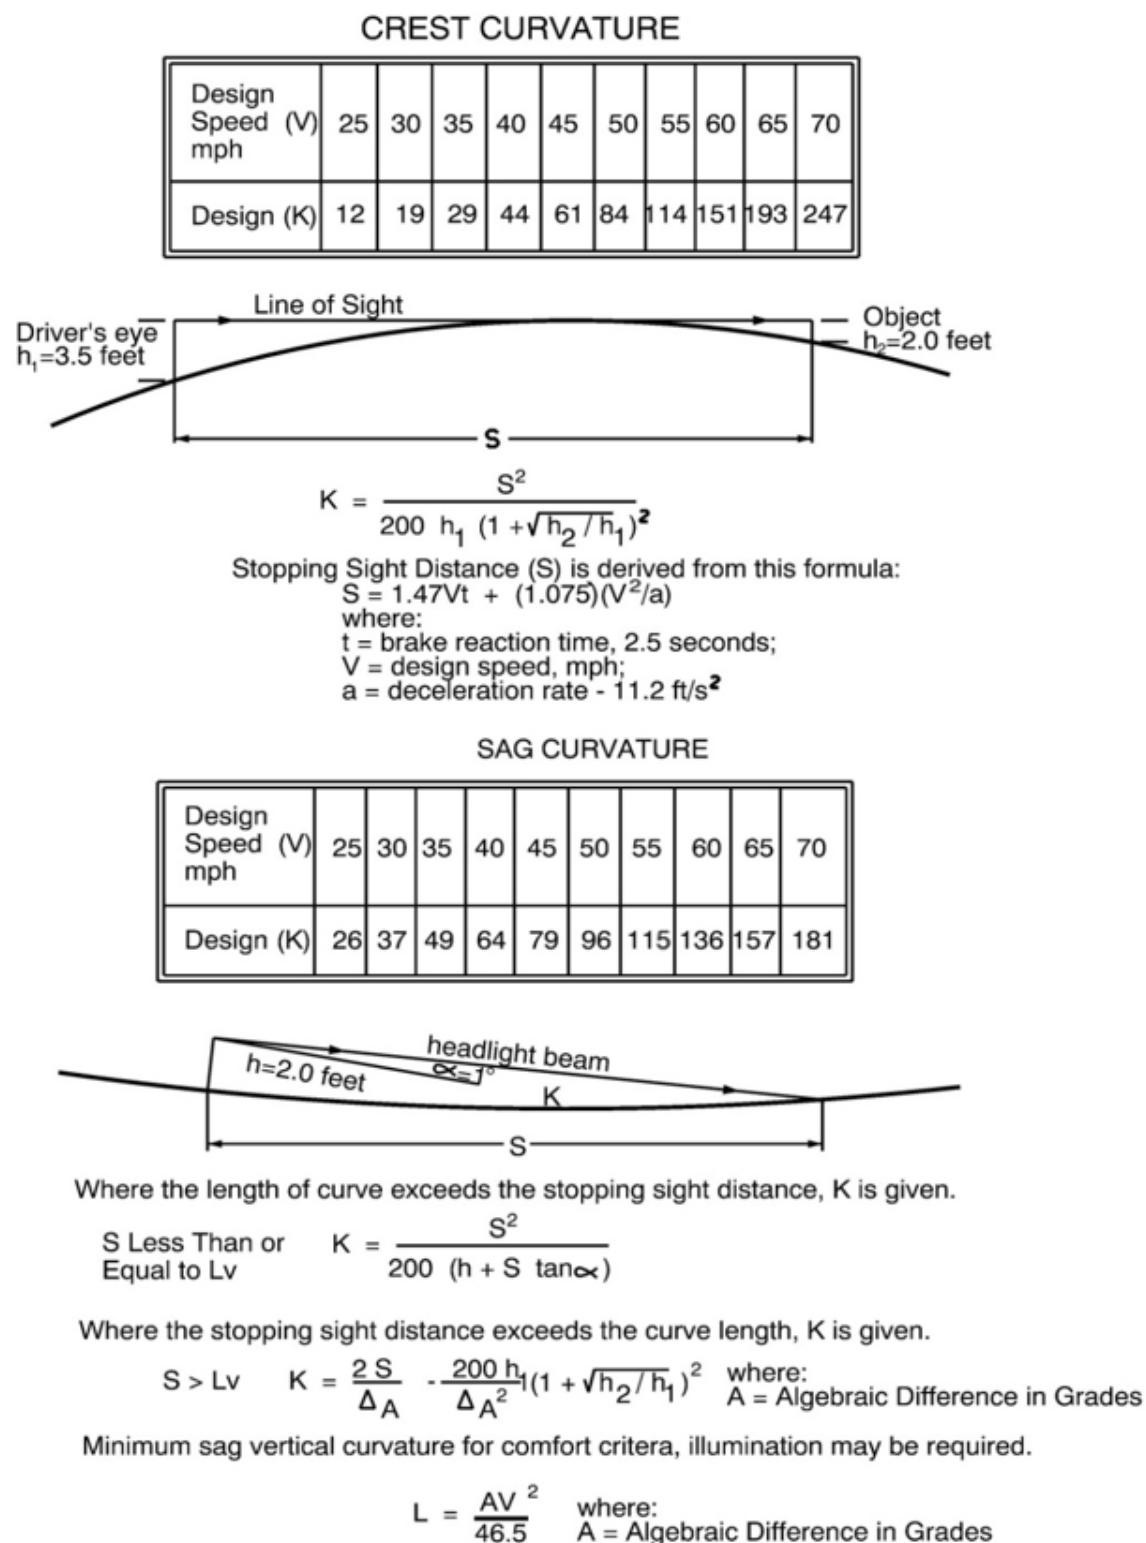 CREST CURVATURE
Design Speed (V) mph 25 30 35 40 45 50 55 60 65 70
Design (K) 12 19 29 44 61 84 114 151 193 247
Line of Sight
Driver's eye
h₁=3.5 feet
Object
h₂=2.0 feet
S
K = S² / 200 h₁ (1 + √h₂/h₁)²
Stopping Sight Distance (S) is derived from this formula:
S = 1.47Vt + (1.075)(V²/a)
where:
t = brake reaction time, 2.5 seconds;
V = design speed, mph;
a = deceleration rate - 11.2 ft/s²
SAG CURVATURE
Design Speed (V) mph 25 30 35 40 45 50 55 60 65 70
Design (K) 26 37 49 64 79 96 115 136 157 181
headlight beam
h=2.0 feet
∝=1°
K
S
Where the length of curve exceeds the stopping sight distance, K is given.
S Less Than or
Equal to Lv
K = S² / 200 (h + S tan∝)
Where the stopping sight distance exceeds the curve length, K is given.
S > Lv K = 2 S / Δ A - 200 h₁ / Δ A² (1 + √h₂/h₁)² where:
A = Algebraic Difference in Grades
Minimum sag vertical curvature for comfort critera, illumination may be required.
L = AV² / 46.5 where:
A = Algebraic Difference in Grades